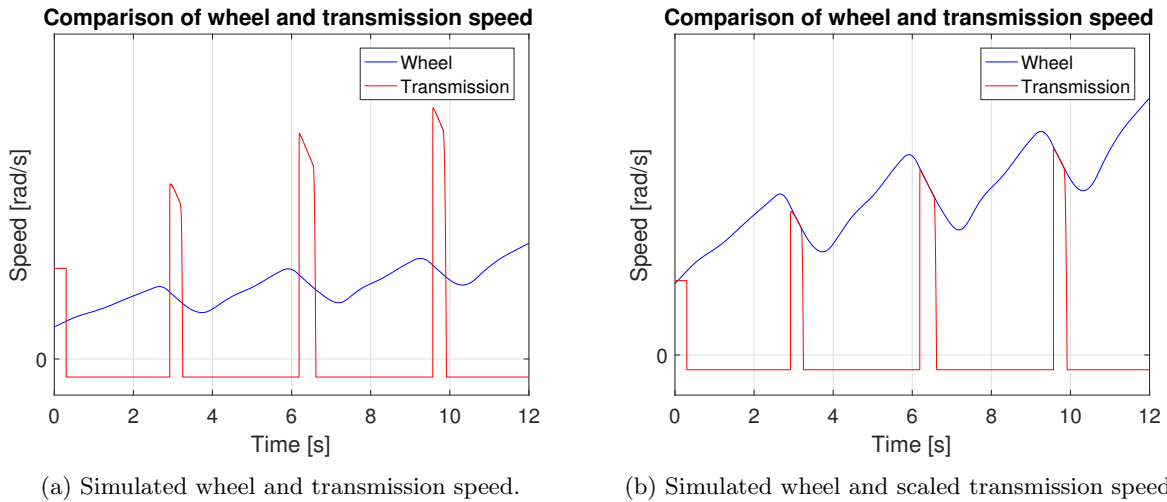 Comparison of wheel and transmission speed
Wheel
Transmission
Speed [rad/s]
0
0 2 4 6 8 10 12
Time [s]
(a) Simulated wheel and transmission speed.
Comparison of wheel and transmission speed
Wheel
Transmission
Speed [rad/s]
0
0 2 4 6 8 10 12
Time [s]
(b) Simulated wheel and scaled transmission speed